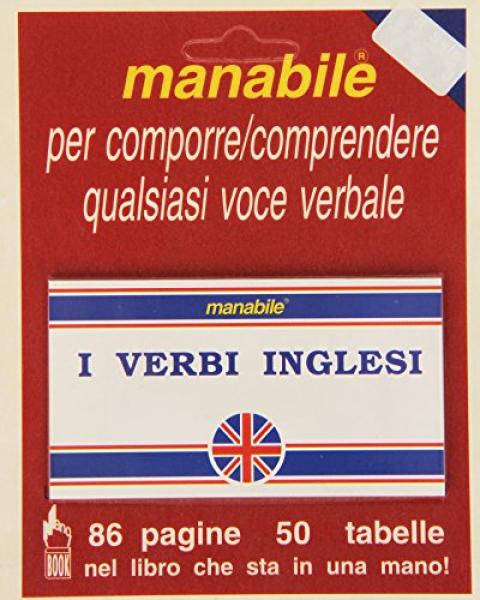 manabile®
per comporre/comprendere
qualsiasi voce verbale
manabile®
I VERBI INGLESI
Mano
BOOK
86 pagine 50 tabelle
nel libro che sta in una mano!